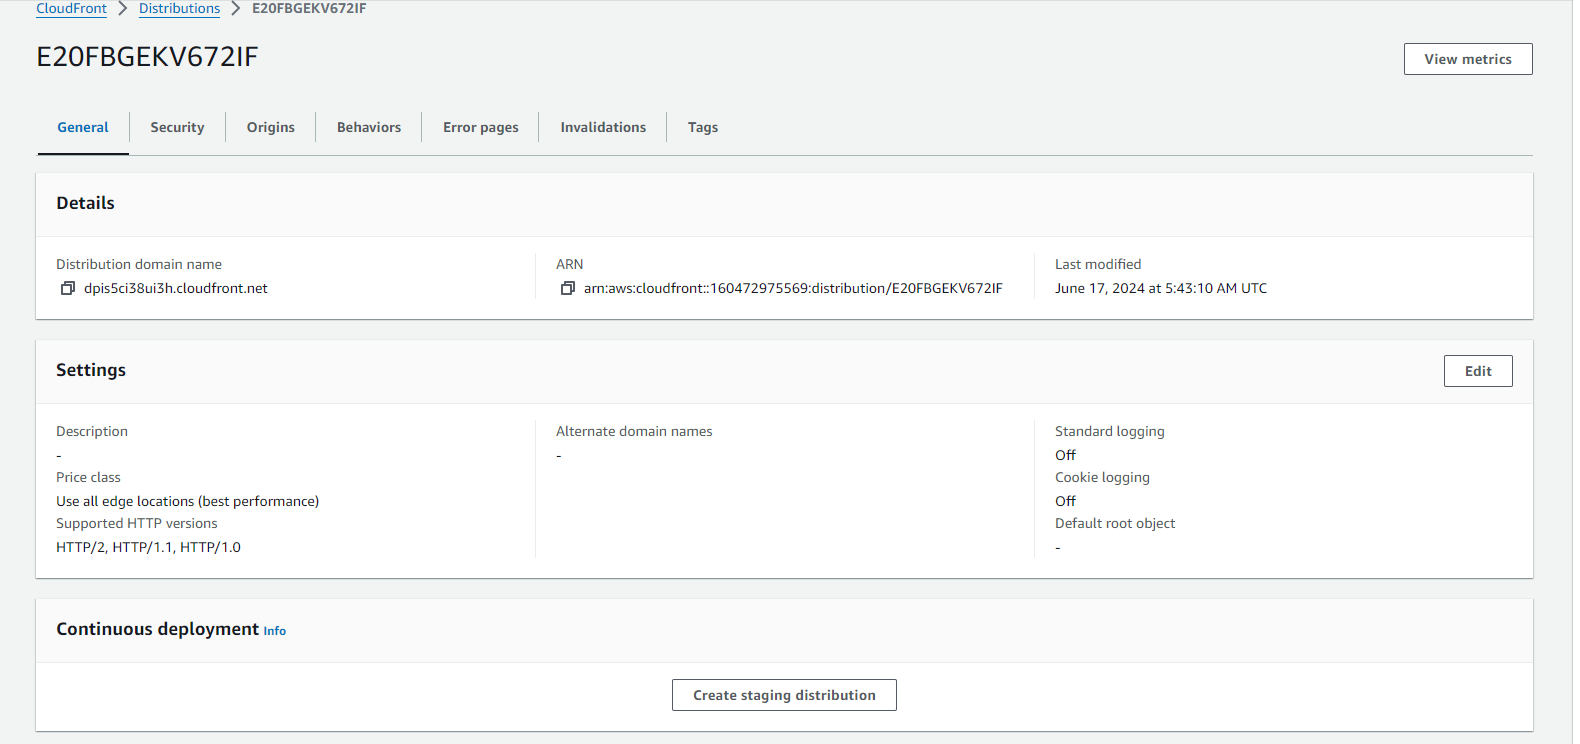 CloudFront > Distributions > E20FBGEKV672IF
E20FBGEKV672IF
View metrics
General Security Origins Behaviors Error pages Invalidations Tags
Details
Distribution domain name
dpis5ci38ui3h.cloudfront.net
ARN
arn:aws:cloudfront::160472975569:distribution/E20FBGEKV672IF
Last modified
June 17, 2024 at 5:43:10 AM UTC
Settings
Edit
Description
-
Price class
Use all edge locations (best performance)
Supported HTTP versions
HTTP/2, HTTP/1.1, HTTP/1.0
Alternate domain names
-
Standard logging
Off
Cookie logging
Off
Default root object
-
Continuous deployment Info
Create staging distribution